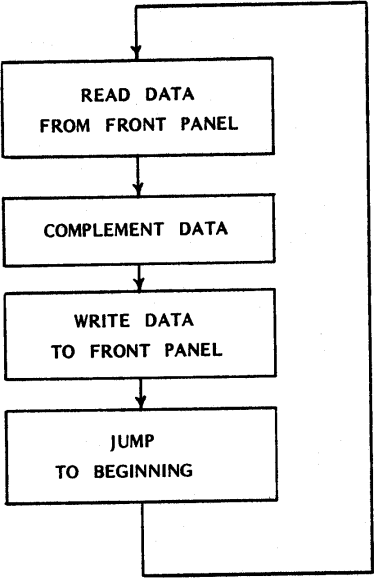 READ DATA
FROM FRONT PANEL
COMPLEMENT DATA
WRITE DATA
TO FRONT PANEL
JUMP
TO BEGINNING